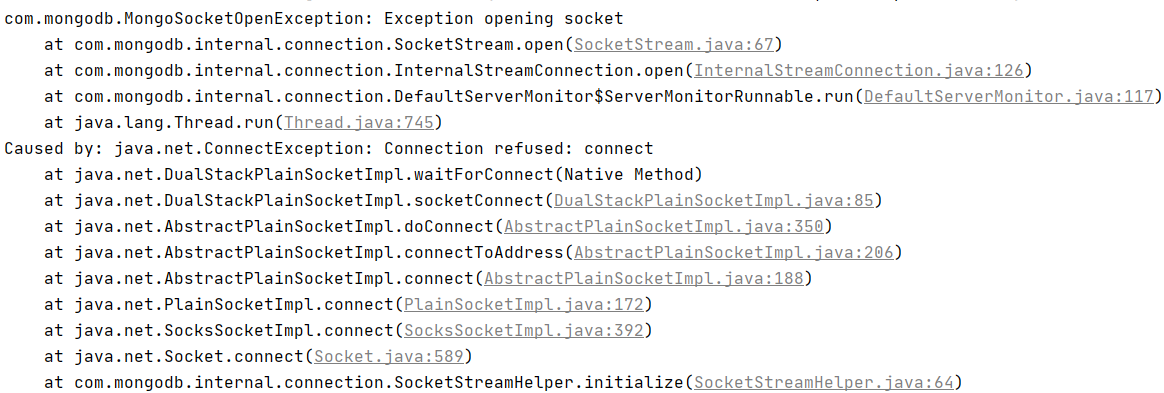 com.mongodb.MongoSocketOpenException: Exception opening socket
at com.mongodb.internal.connection.SocketStream.open(SocketStream.java:67)
at com.mongodb.internal.connection.InternalStreamConnection.open(InternalStreamConnection.java:126)
at com.mongodb.internal.connection.DefaultServerMonitor$ServerMonitorRunnable.run(DefaultServerMonitor.java:117)
at java.lang.Thread.run(Thread.java:745)
Caused by: java.net.ConnectException: Connection refused: connect
at java.net.DualStackPlainSocketImpl.waitForConnect(Native Method)
at java.net.DualStackPlainSocketImpl.socketConnect(DualStackPlainSocketImpl.java:85)
at java.net.AbstractPlainSocketImpl.doConnect(AbstractPlainSocketImpl.java:350)
at java.net.AbstractPlainSocketImpl.connectToAddress(AbstractPlainSocketImpl.java:206)
at java.net.AbstractPlainSocketImpl.connect(AbstractPlainSocketImpl.java:188)
at java.net.PlainSocketImpl.connect(PlainSocketImpl.java:172)
at java.net.SocksSocketImpl.connect(SocksSocketImpl.java:392)
at java.net.Socket.connect(Socket.java:589)
at com.mongodb.internal.connection.SocketStreamHelper.initialize(SocketStreamHelper.java:64)